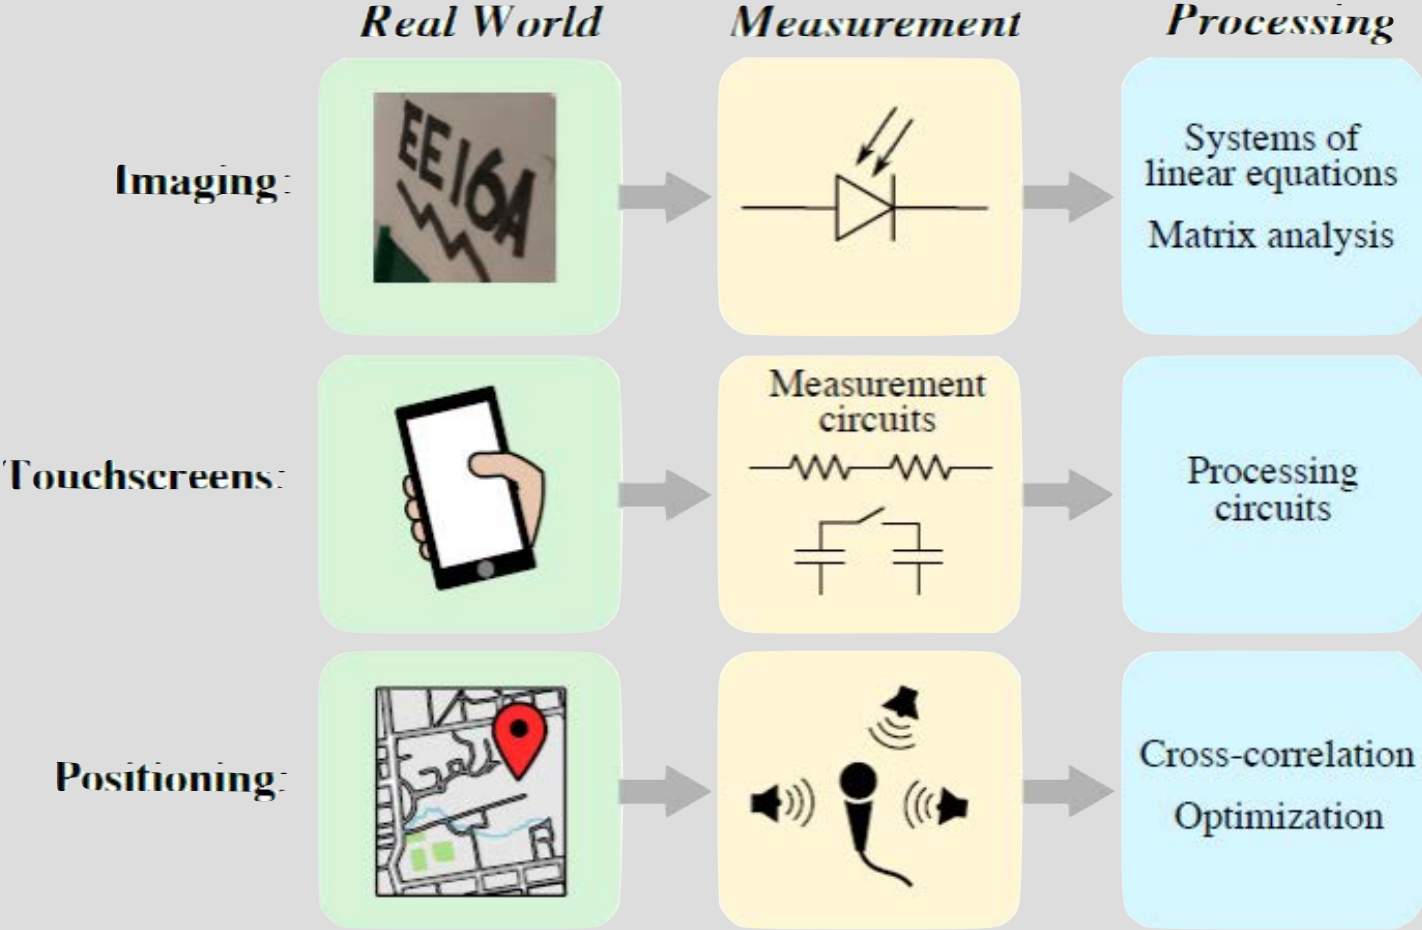 Real World
Measurement
Processing
Imaging:
EE16A
Systems of
linear equations
Matrix analysis
Touchscreens:
Measurement
circuits
Processing
circuits
Positioning:
Cross-correlation
Optimization